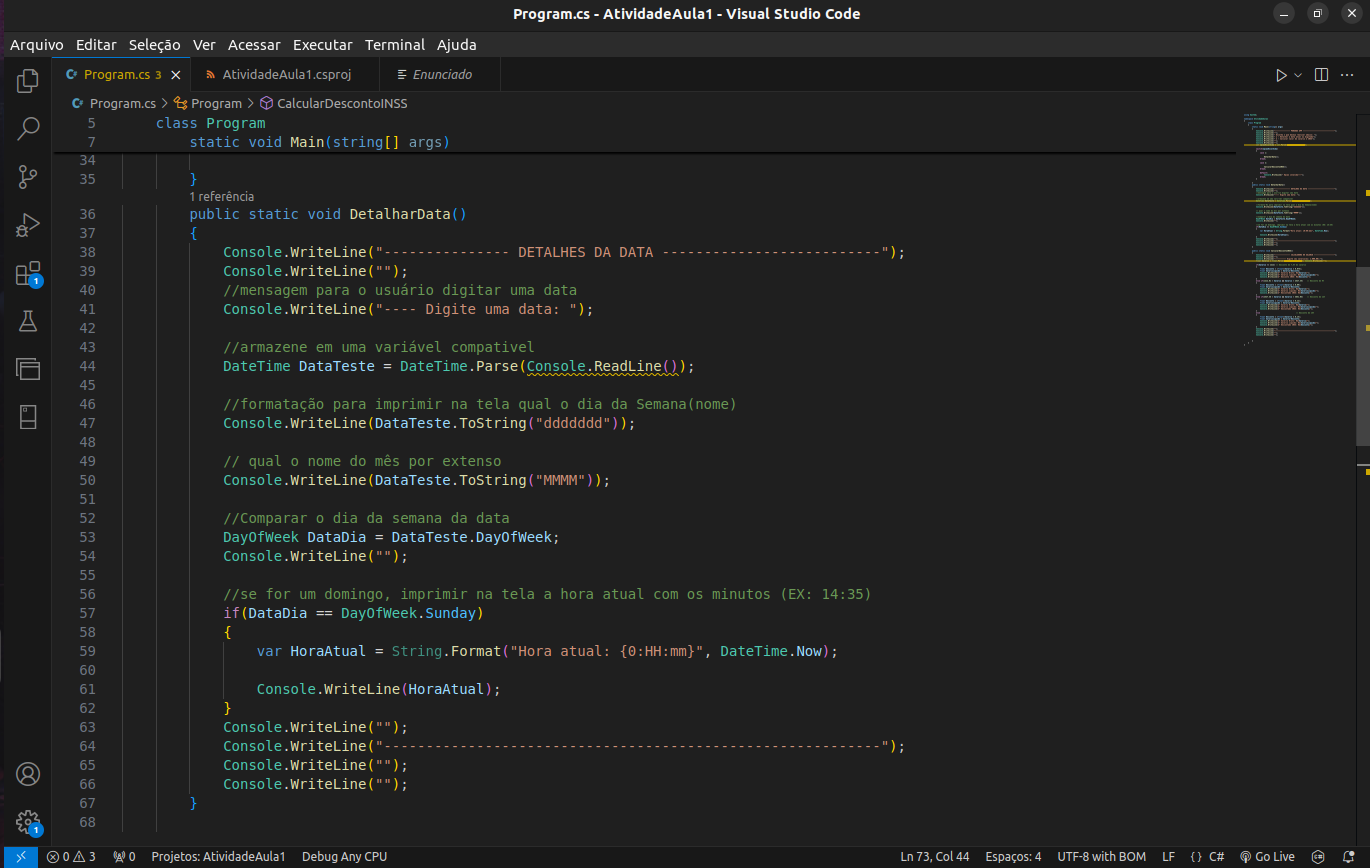 Program.cs - AtividadeAula1 - Visual Studio Code
Arquivo Editar Seleção Ver Acessar Executar Terminal Ajuda
Program.cs 3 AtividadeAula1.csproj Enunciado
Program.cs > Program > CalcularDescontoINSS
5 class Program
7 static void Main(string[] args)
34
35 }
1 referência
36 public static void DetalharData()
37 {
38 Console.WriteLine("--------------- DETALHES DA DATA --------------------------");
39 Console.WriteLine("");
40 //mensagem para o usuário digitar uma data
41 Console.WriteLine("---- Digite uma data: ");
42
43 //armazene em uma variável compativel
44 DateTime DataTeste = DateTime.Parse(Console.ReadLine());
45
46 //formatação para imprimir na tela qual o dia da Semana(nome)
47 Console.WriteLine(DataTeste.ToString("ddddddd"));
48
49 // qual o nome do mês por extenso
50 Console.WriteLine(DataTeste.ToString("MMMM"));
51
52 //Comparar o dia da semana da data
53 DayOfWeek DataDia = DataTeste.DayOfWeek;
54 Console.WriteLine("");
55
56 //se for um domingo, imprimir na tela a hora atual com os minutos (EX: 14:35)
57 if(DataDia == DayOfWeek.Sunday)
58 {
59 var HoraAtual = String.Format("Hora atual: {0:HH:mm}", DateTime.Now);
60
61 Console.WriteLine(HoraAtual);
62 }
63 Console.WriteLine("");
64 Console.WriteLine("-----------------------------------------------------------");
65 Console.WriteLine("");
66 Console.WriteLine("");
67 }
68
1
1
0 3 0 Projetos: AtividadeAula1 Debug Any CPU Ln 73, Col 44 Espaços: 4 UTF-8 with BOM LF {} C# Go Live